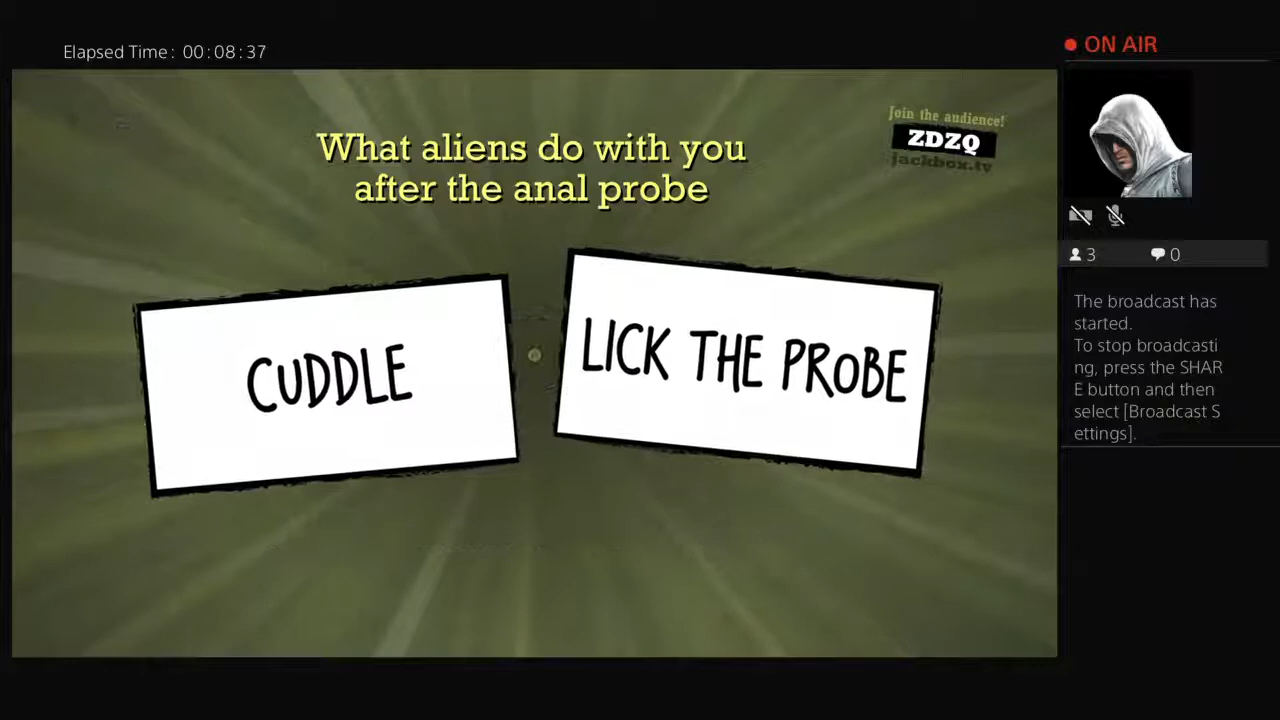 Elapsed Time: 00:08:37
ON AIR
What aliens do with you
after the anal probe
Join the audience!
ZDZQ
jackbox.tv
CUDDLE
LICK THE PROBE
3
0
The broadcast has
started.
To stop broadcasti
ng, press the SHAR
E button and then
select [Broadcast S
ettings].